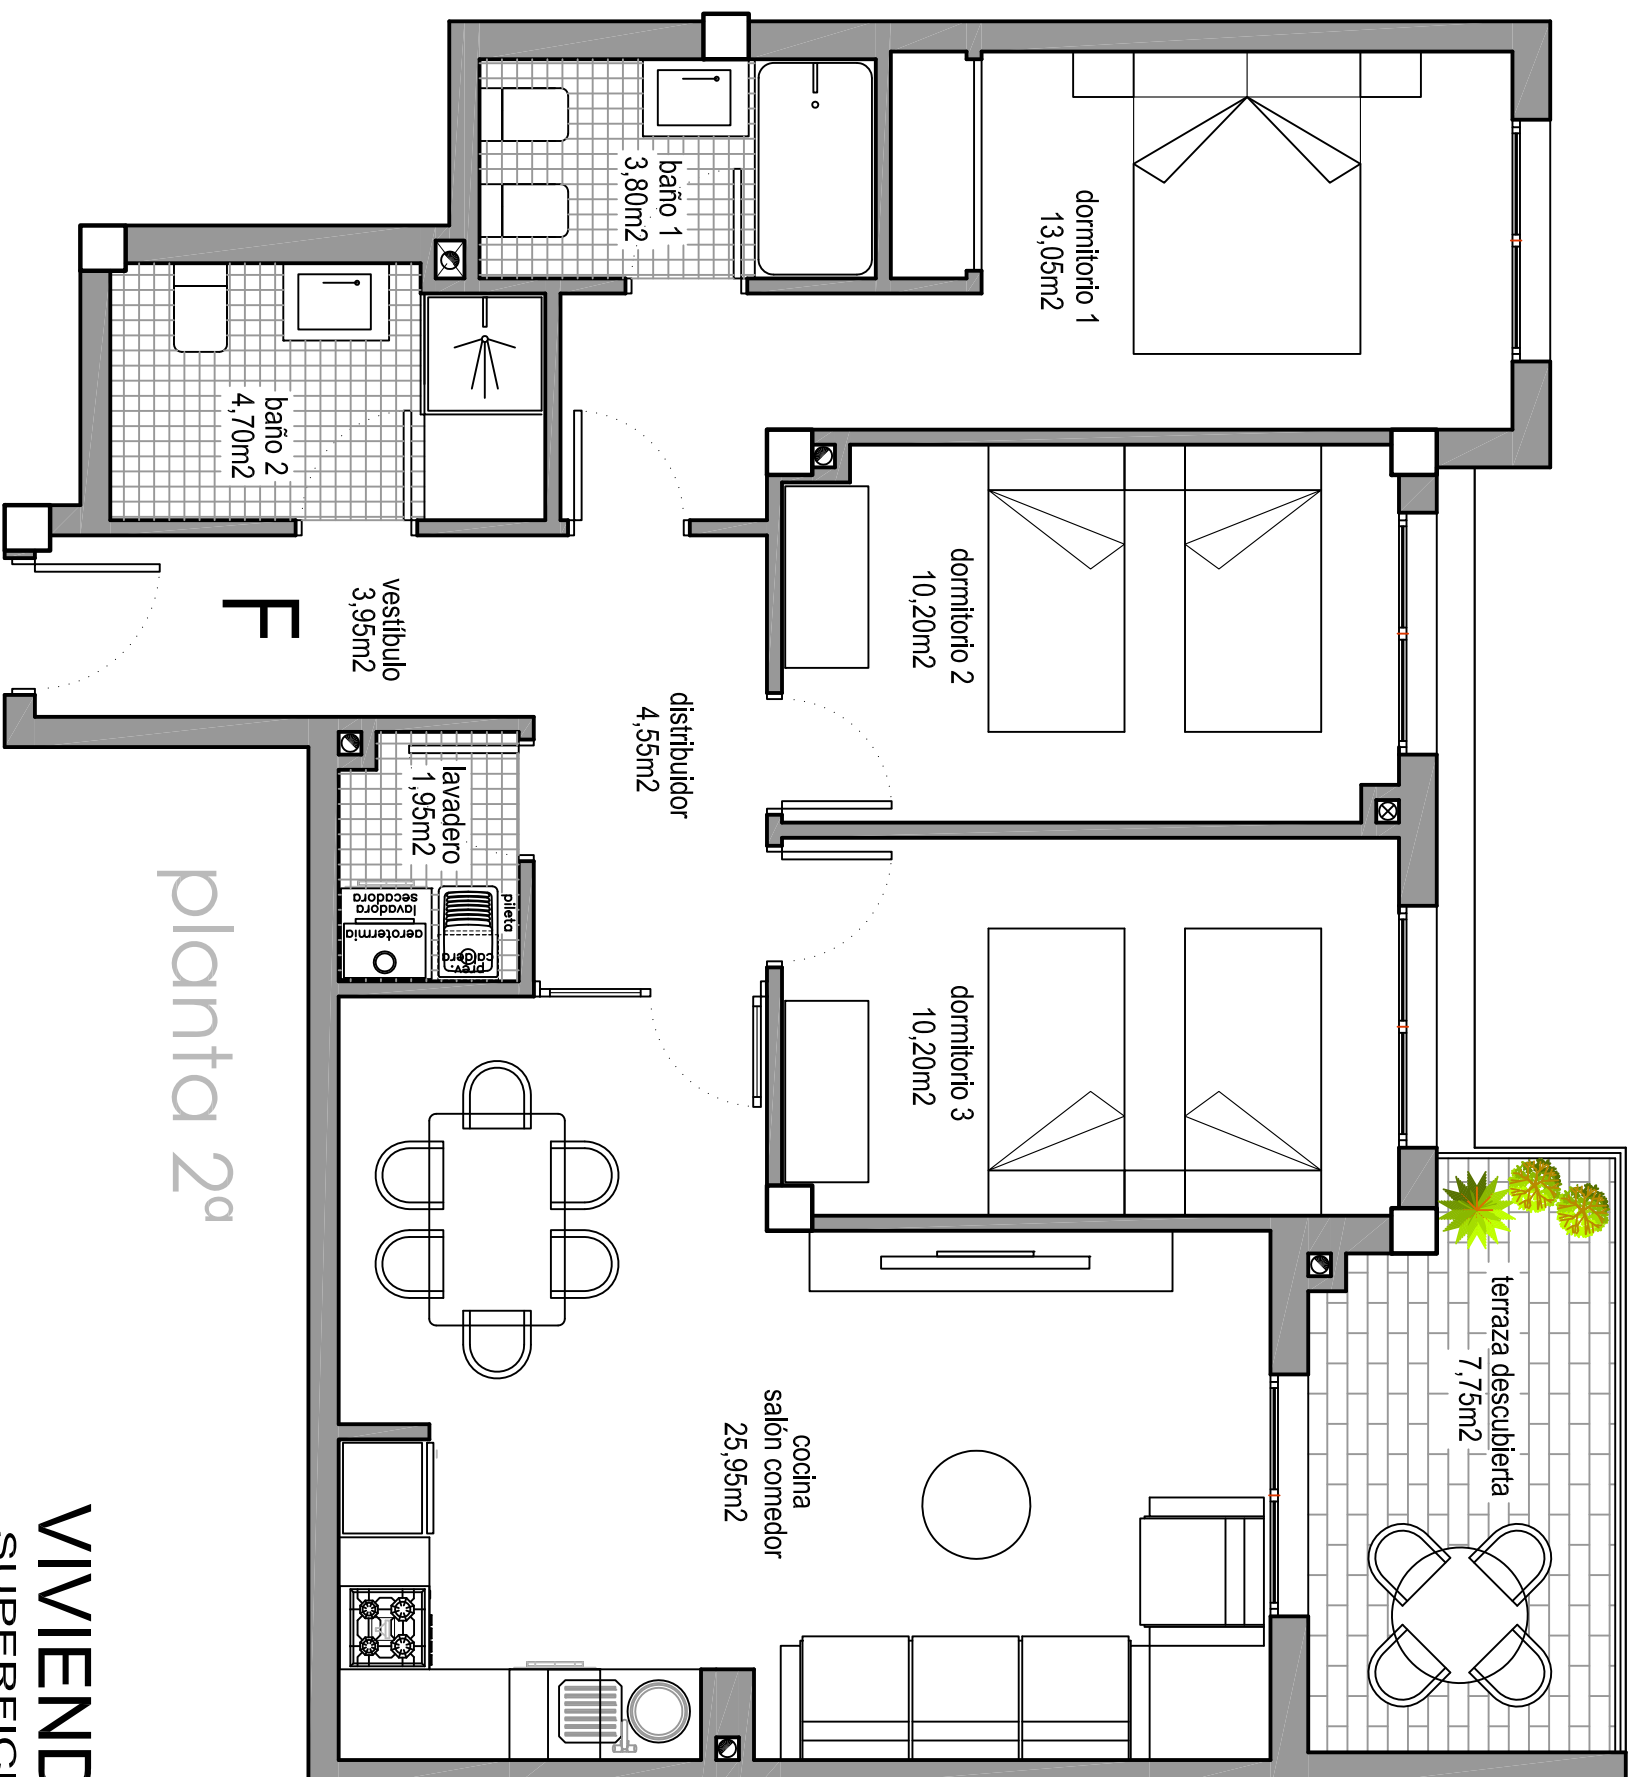 dormitorio 1
13,05m2
baño 1
3,80m2
baño 2
4,70m2
dormitorio 2
10,20m2
vestíbulo
3,95m2
F
distribuidor
4,55m2
lavadero
1,95m2
lavadora
secadora
aerotermia
pileta
prev.
caldera
dormitorio 3
10,20m2
terraza descubierta
7,75m2
cocina
salón comedor
25,95m2
planta 2ª
VIVIEND